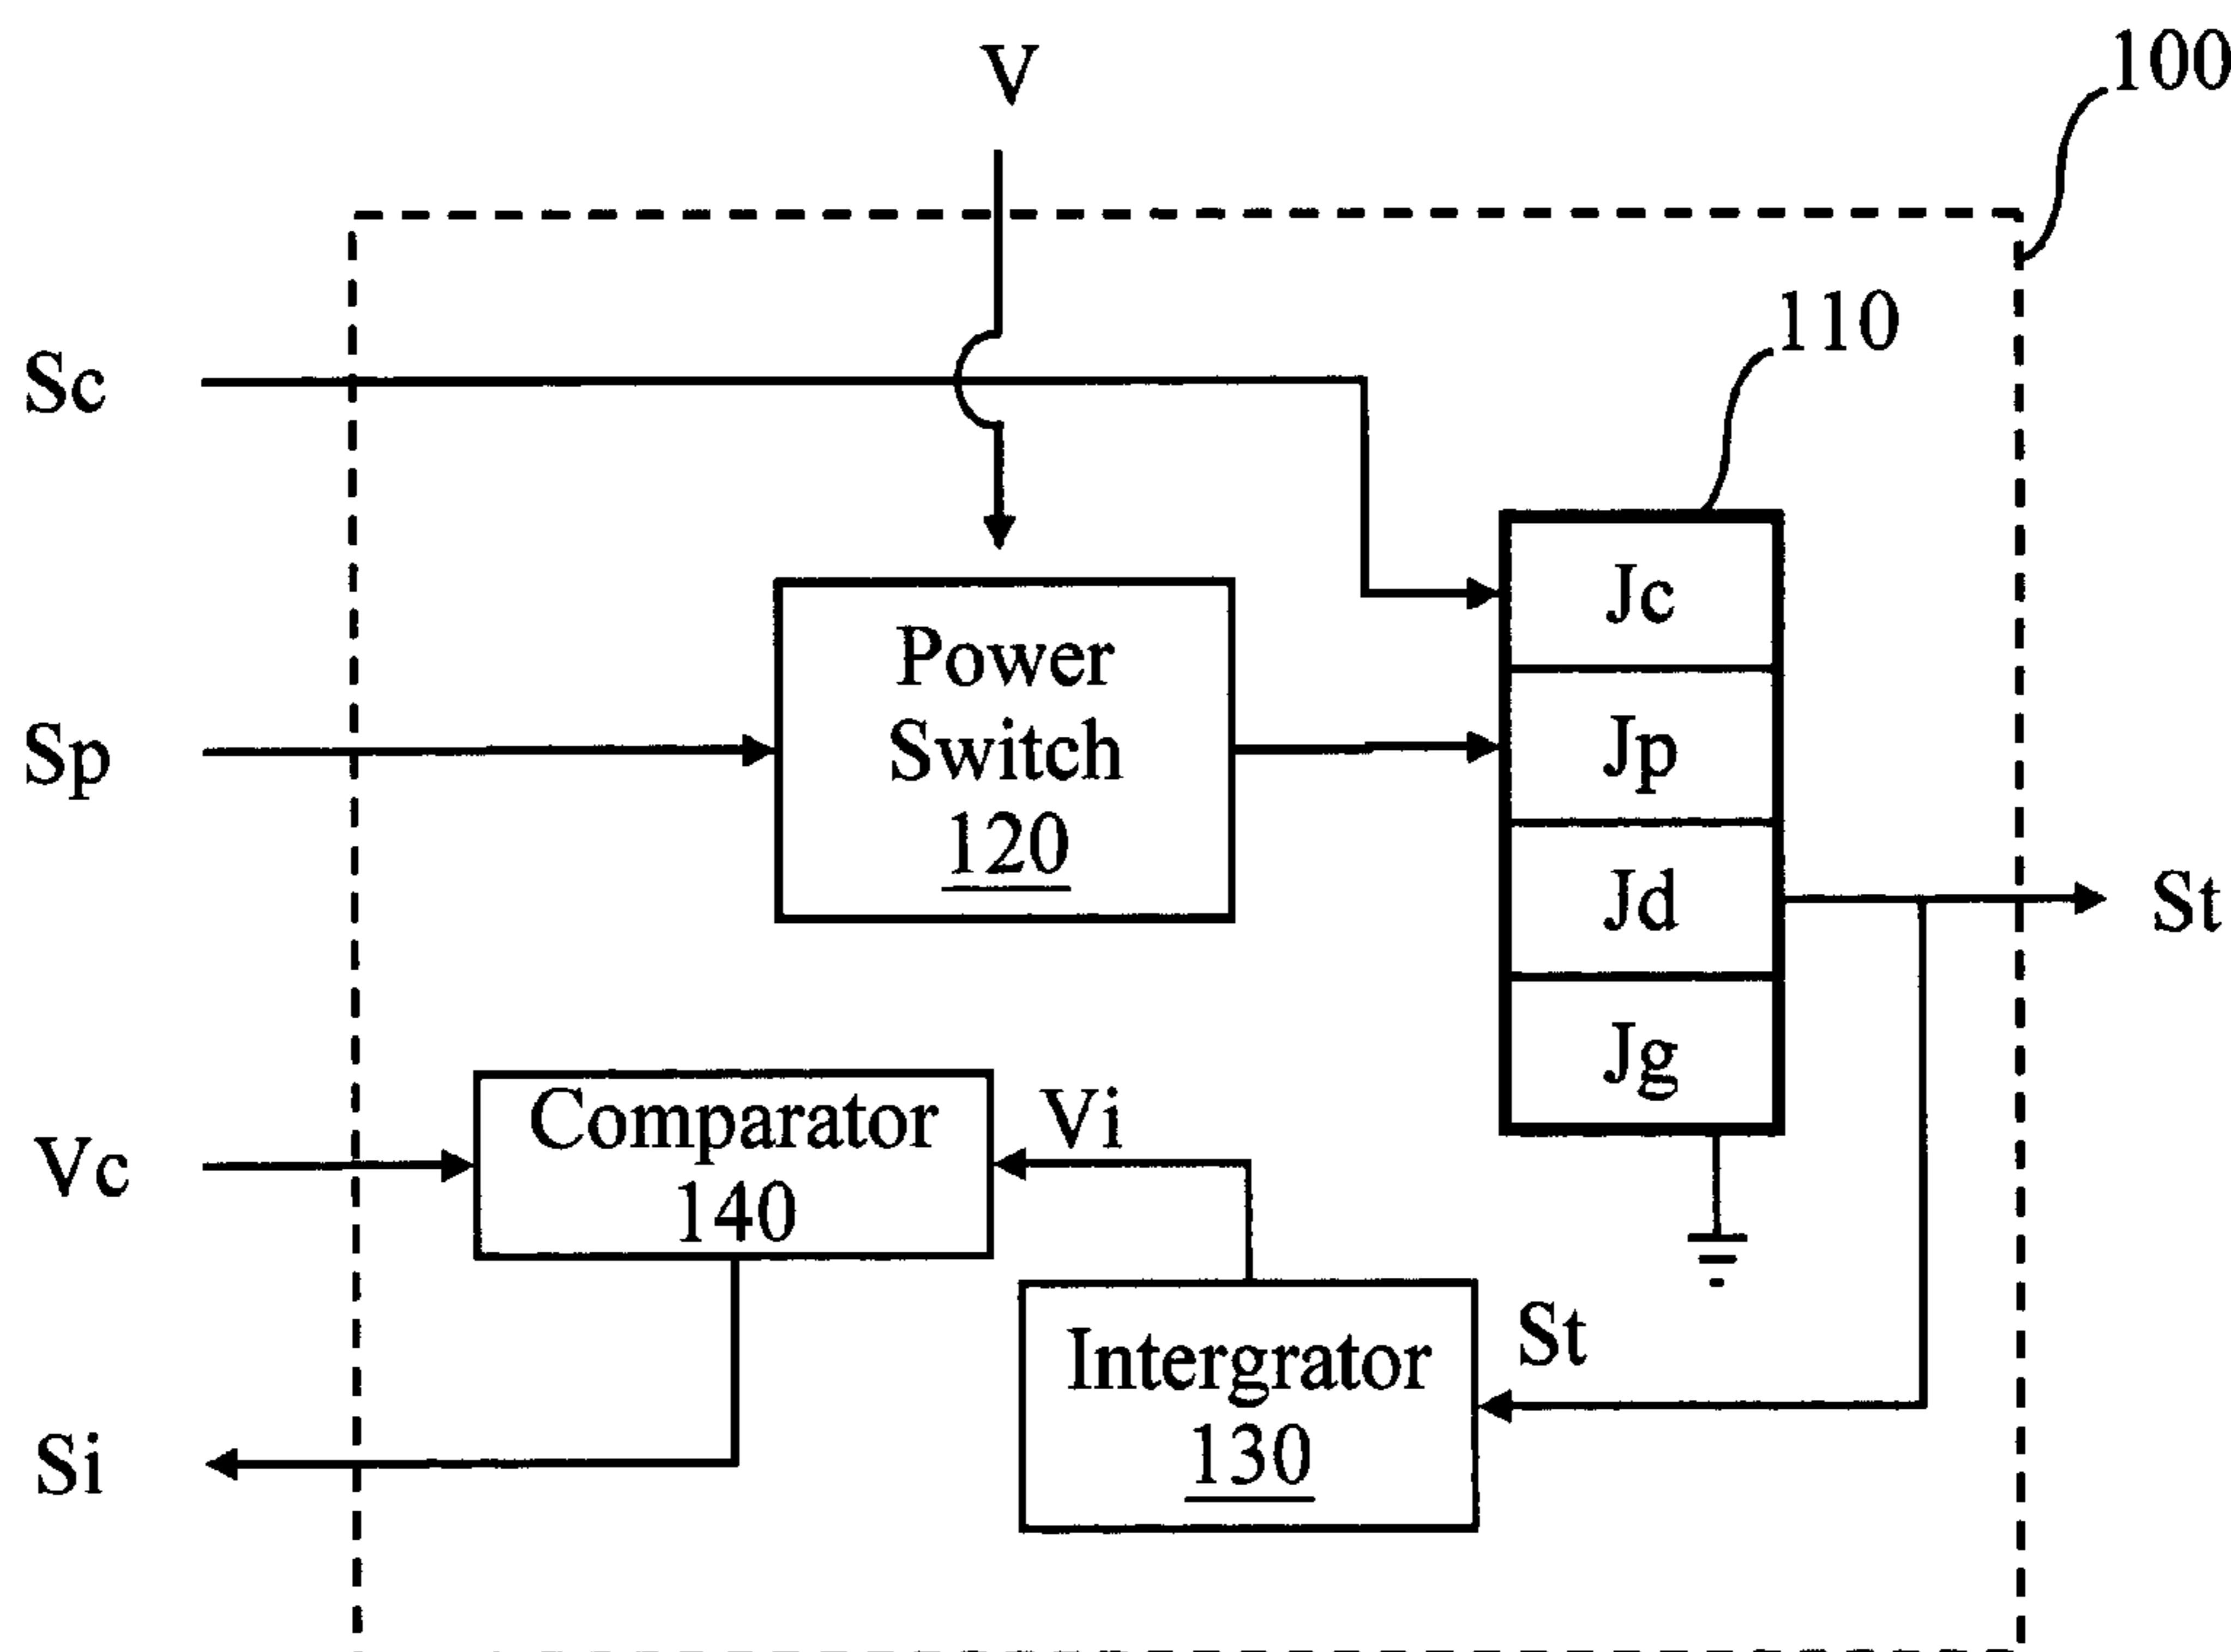 V
100
110
Sc
Jc
Power
Switch
120
Sp
Jp
Jd
St
Jg
Comparator
140
Vi
Vc
Intergrator
130
St
Si